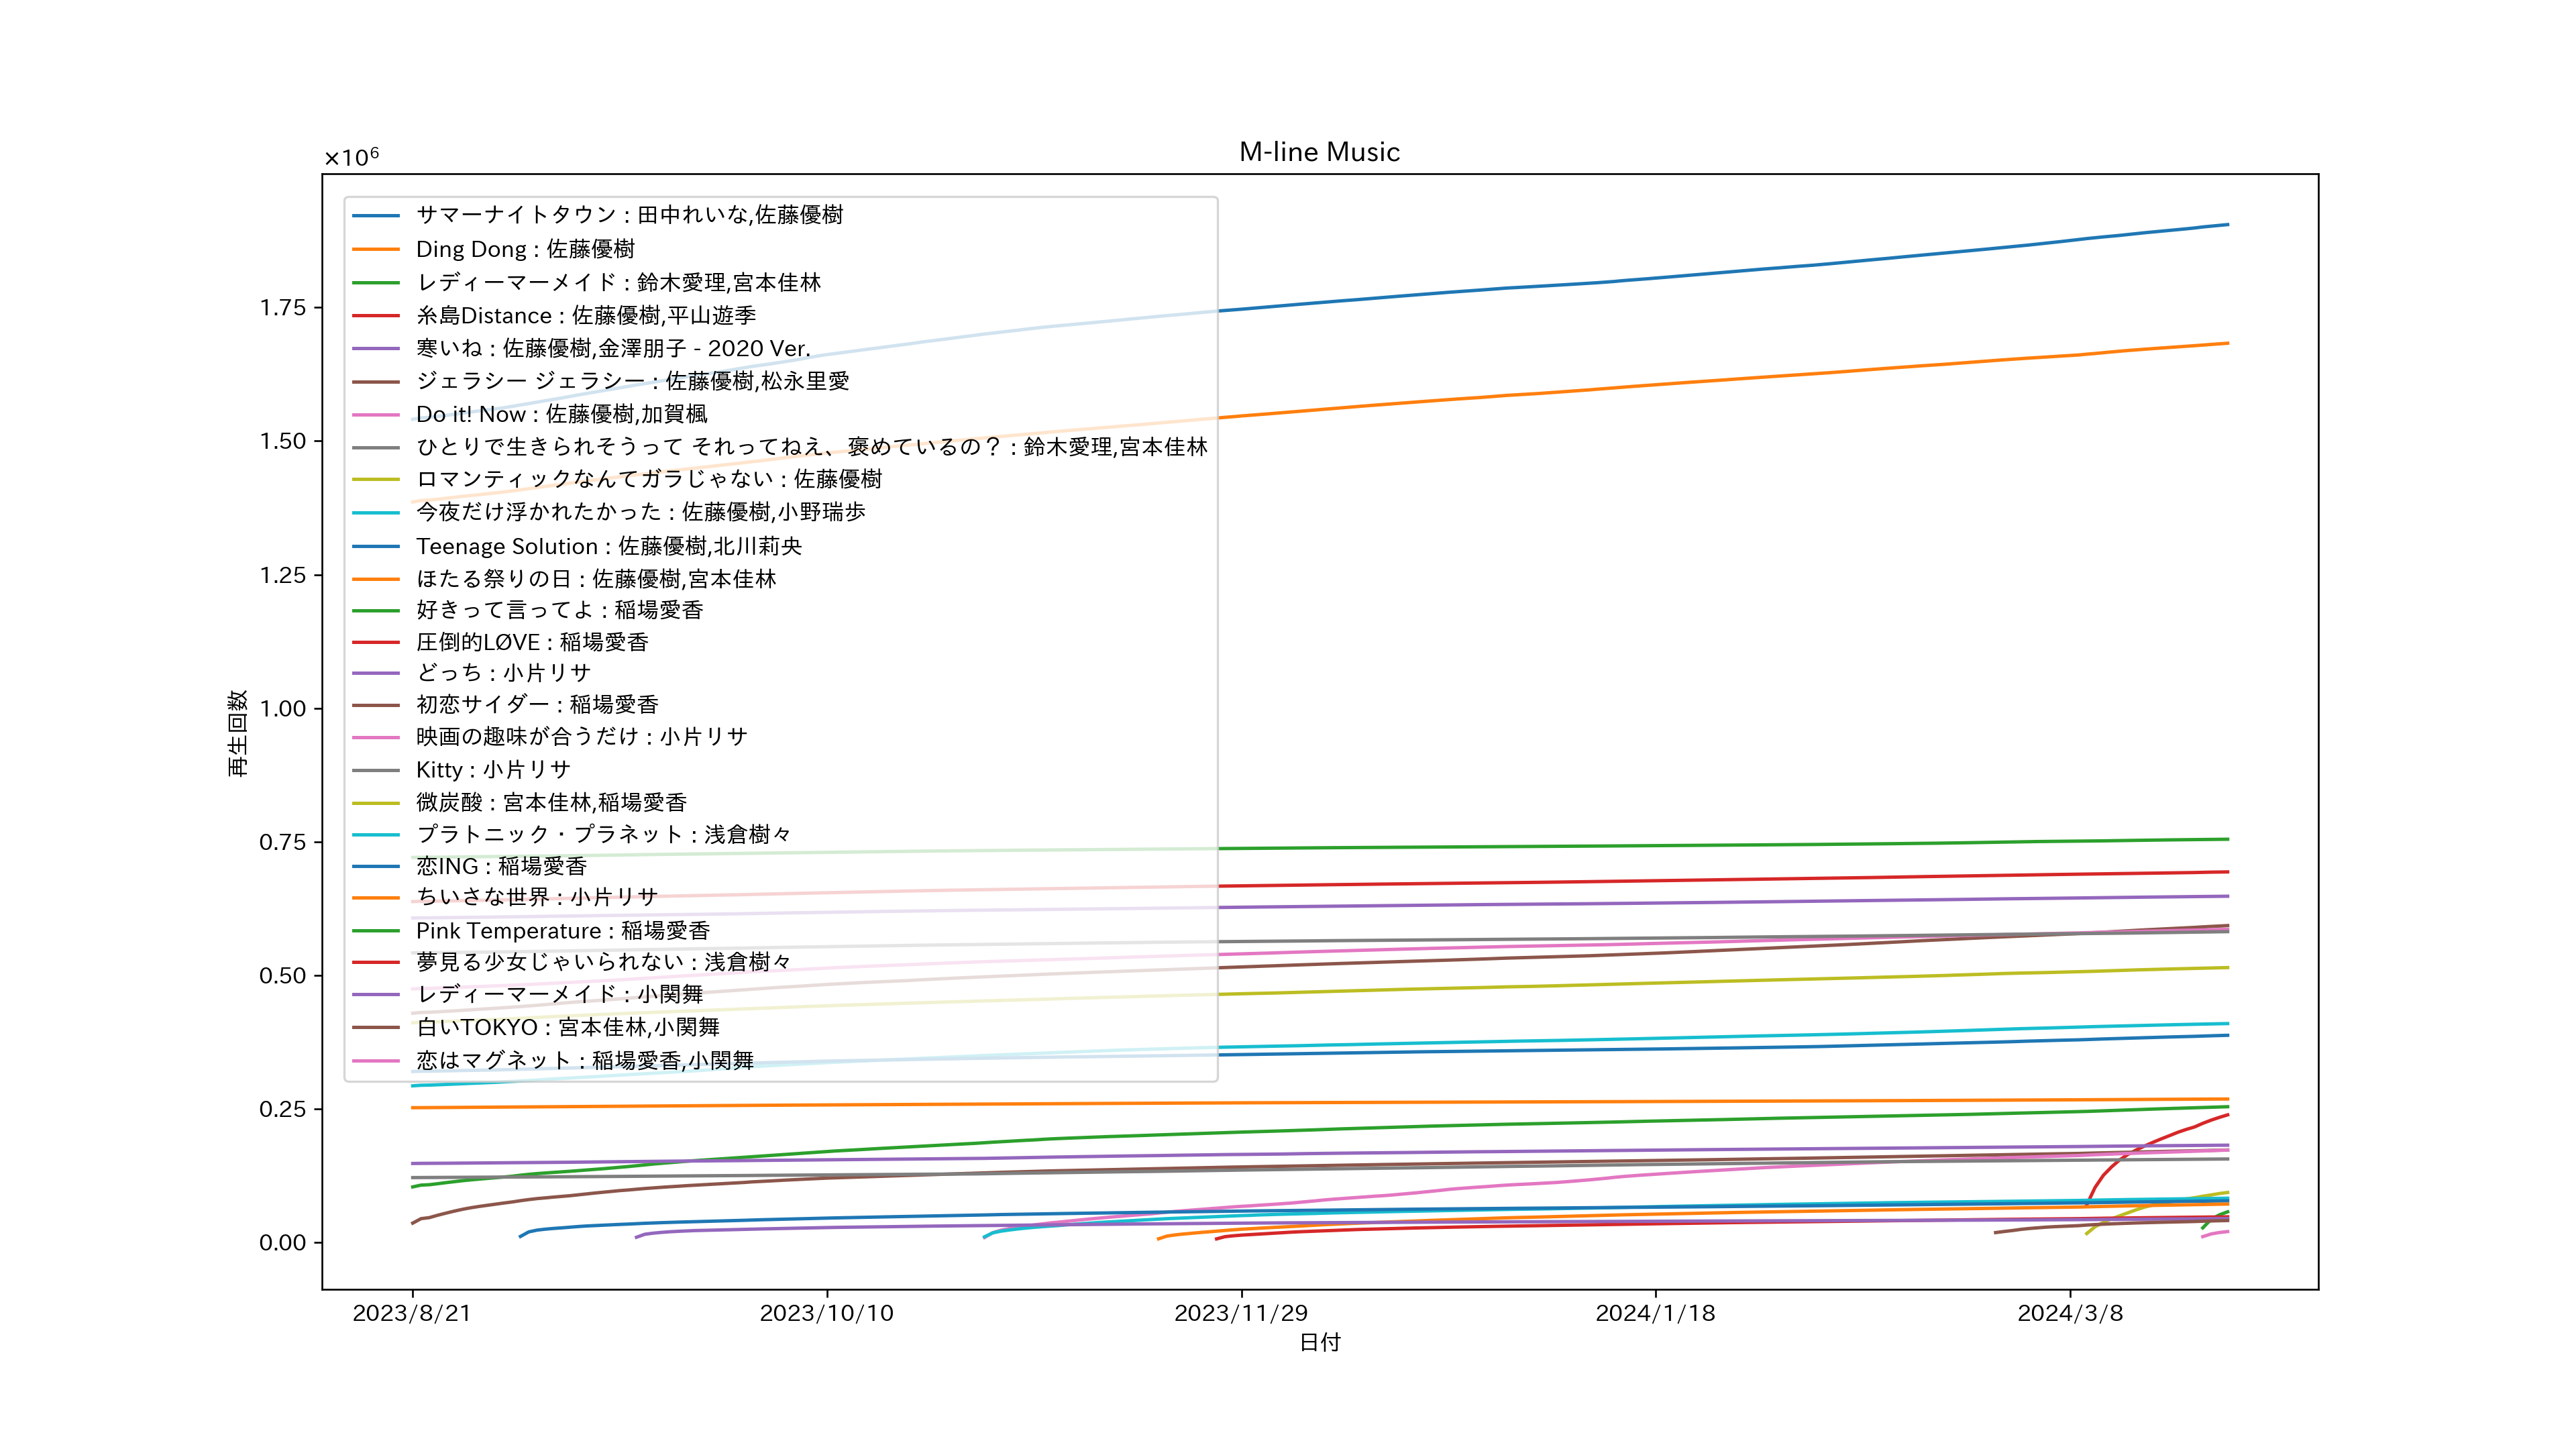 M-line Music
×10⁶
サマーナイトタウン : 田中れいな,佐藤優樹
Ding Dong : 佐藤優樹
レディーマーメイド : 鈴木愛理,宮本佳林
糸島Distance : 佐藤優樹,平山遊季
寒いね : 佐藤優樹,金澤朋子 - 2020 Ver.
ジェラシー ジェラシー : 佐藤優樹,松永里愛
Do it! Now : 佐藤優樹,加賀楓
ひとりで生きられそうって それってねえ、褒めているの? : 鈴木愛理,宮本佳林
ロマンティックなんてガラじゃない : 佐藤優樹
今夜だけ浮かれたかった : 佐藤優樹,小野瑞歩
Teenage Solution : 佐藤優樹,北川莉央
ほたる祭りの日 : 佐藤優樹,宮本佳林
好きって言ってよ : 稲場愛香
圧倒的LØVE : 稲場愛香
どっち : 小片リサ
初恋サイダー : 稲場愛香
映画の趣味が合うだけ : 小片リサ
Kitty : 小片リサ
微炭酸 : 宮本佳林,稲場愛香
プラトニック・プラネット : 浅倉樹々
恋ING : 稲場愛香
ちいさな世界 : 小片リサ
Pink Temperature : 稲場愛香
夢見る少女じゃいられない : 浅倉樹々
レディーマーメイド : 小関舞
白いTOKYO : 宮本佳林,小関舞
恋はマグネット : 稲場愛香,小関舞
1.75
1.50
1.25
1.00
0.75
0.50
0.25
0.00
再生回数
2023/8/21
2023/10/10
2023/11/29
2024/1/18
2024/3/8
日付